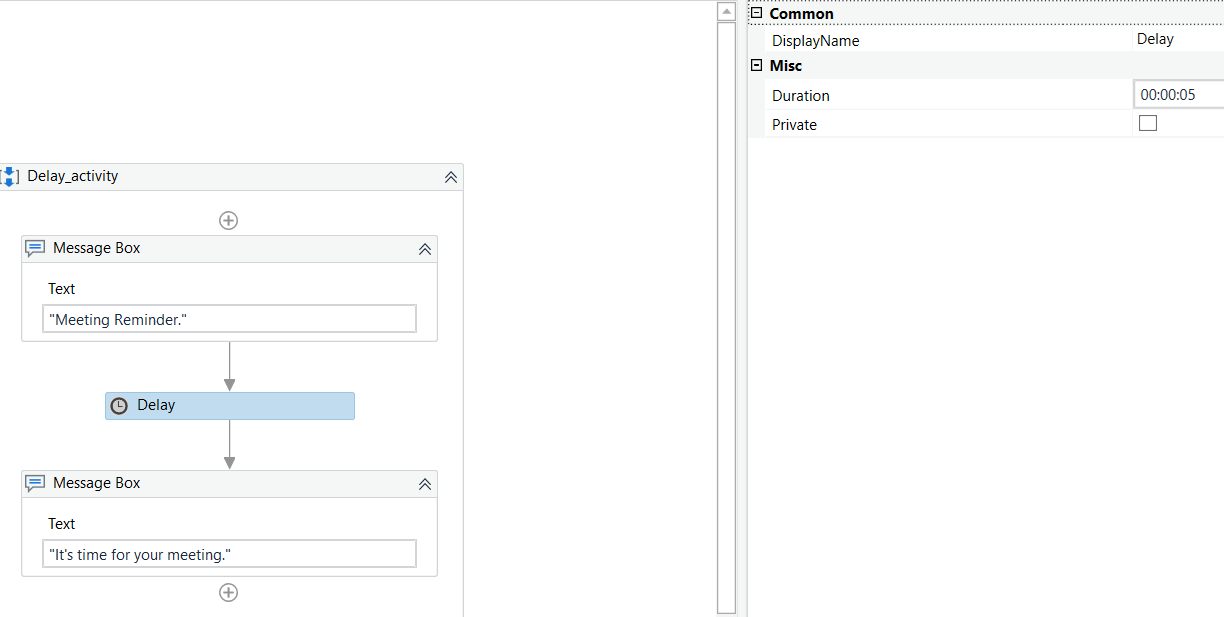 Delay_activity
Message Box
Text
"Meeting Reminder."
Delay
Message Box
Text
"It's time for your meeting."
Common
DisplayName Delay
Misc
Duration 00:00:05
Private